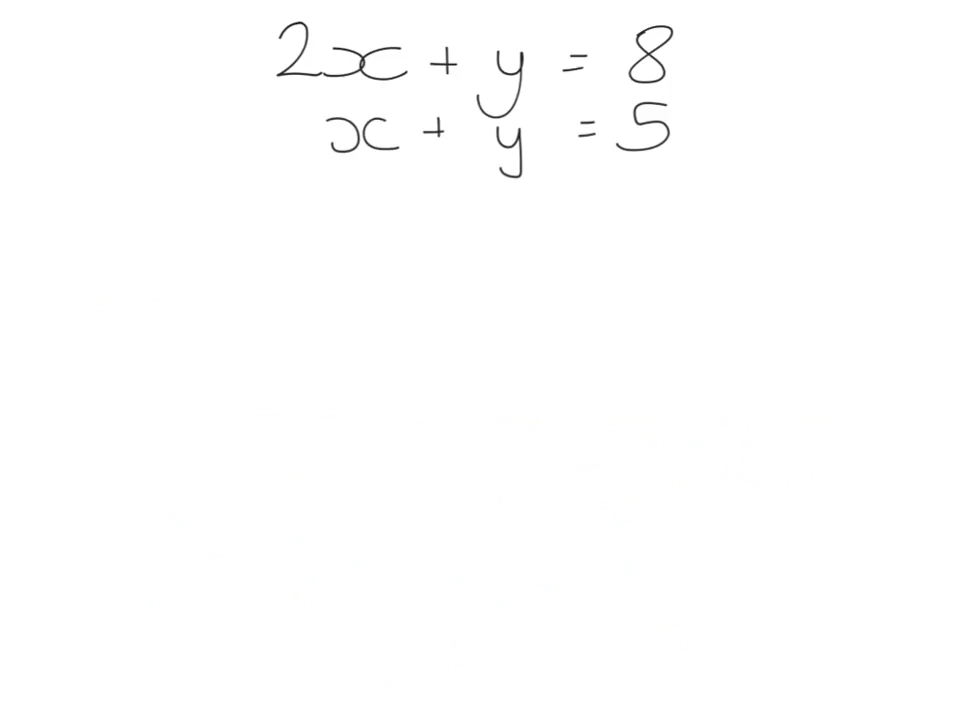 2x + y = 8
x + y = 5